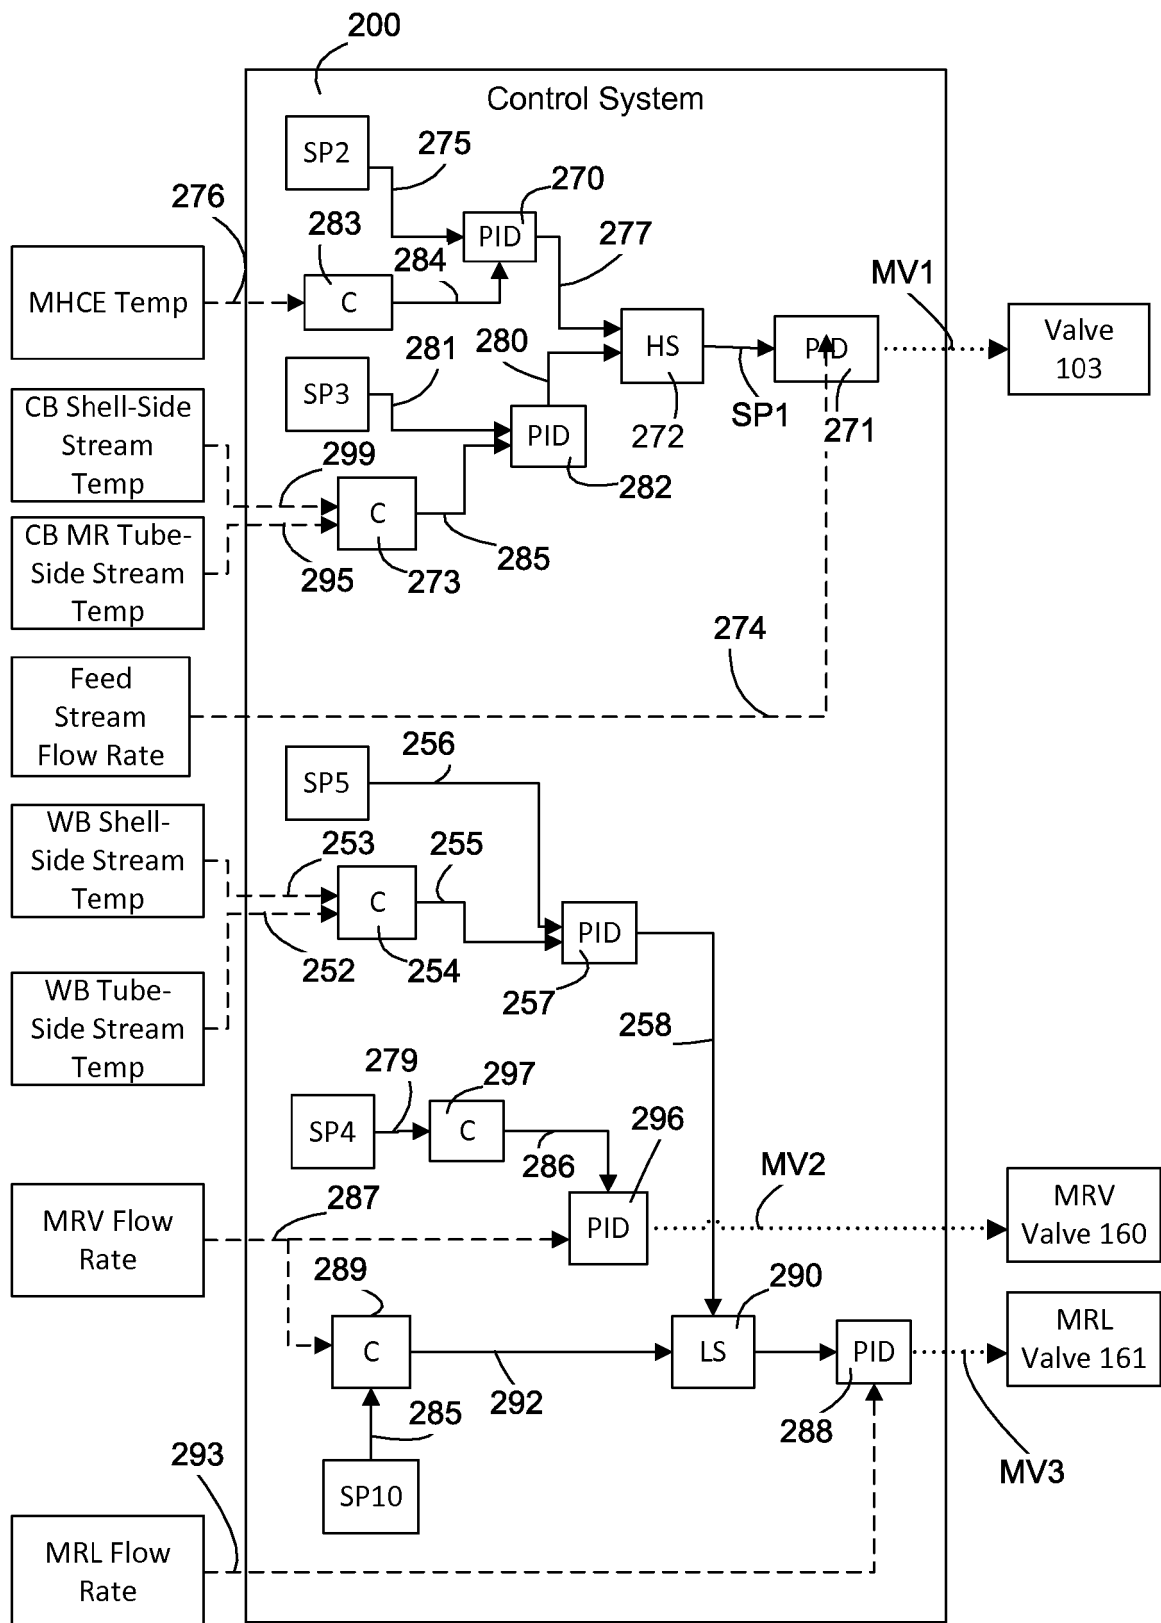 200
Control System
SP2
275
270
276
283
PID
277
284
MHCE Temp
C
MV1
281
280
HS
PID
Valve
103
CB Shell-Side
Stream
Temp
SP3
PID
272
SP1
271
299
282
C
CB MR Tube-
Side Stream
Temp
295
273
285
274
Feed
Stream
Flow Rate
256
SP5
WB Shell-
Side Stream
Temp
253
255
C
PID
252
254
257
WB Tube-
Side Stream
Temp
258
279
297
SP4
C
286
296
MV2
287
MRV Flow
Rate
PID
MRV
Valve 160
289
290
C
LS
PID
MRL
Valve 161
285
292
288
293
SP10
MV3
MRL Flow
Rate